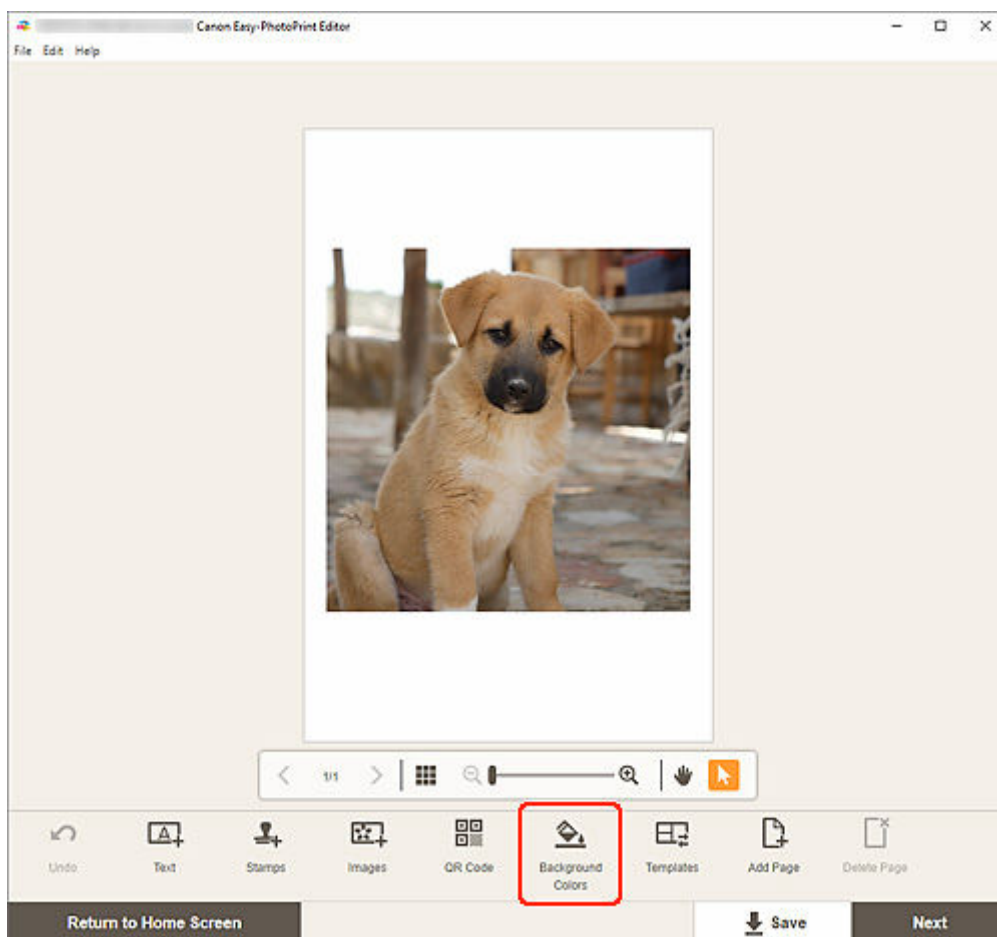 Canon Easy-PhotoPrint Editor
File Edit Help
1/1
Undo Text Stamps Images QR Code Background Colors Templates Add Page Delete Page
Return to Home Screen Save Next